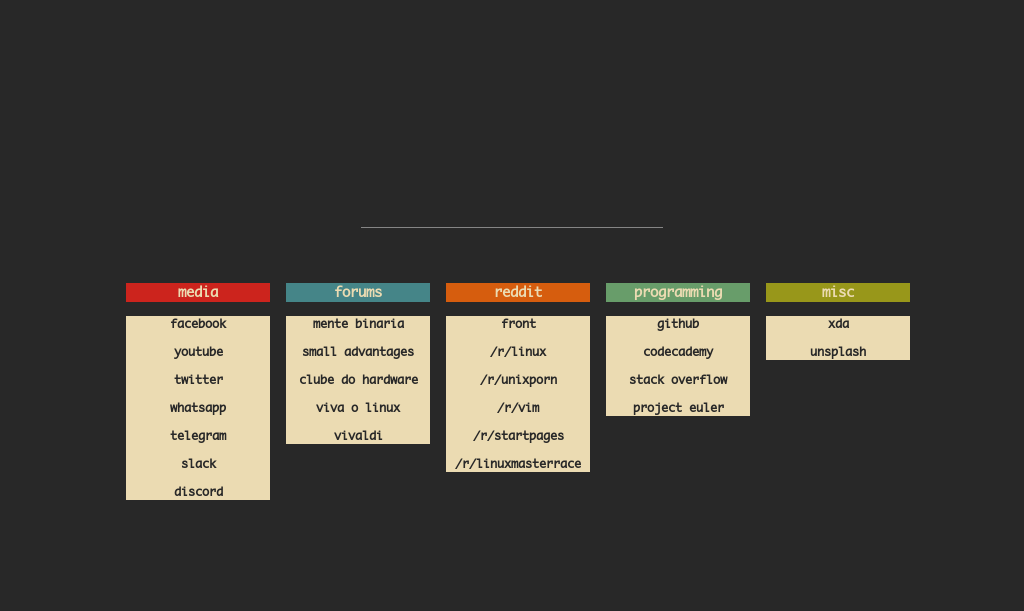 media
facebook
youtube
twitter
whatsapp
telegram
slack
discord
forums
mente binaria
small advantages
clube do hardware
viva o linux
vivaldi
reddit
front
/r/linux
/r/unixporn
/r/vim
/r/startpages
/r/linuxmasterrace
programming
github
codecademy
stack overflow
project euler
misc
xda
unsplash